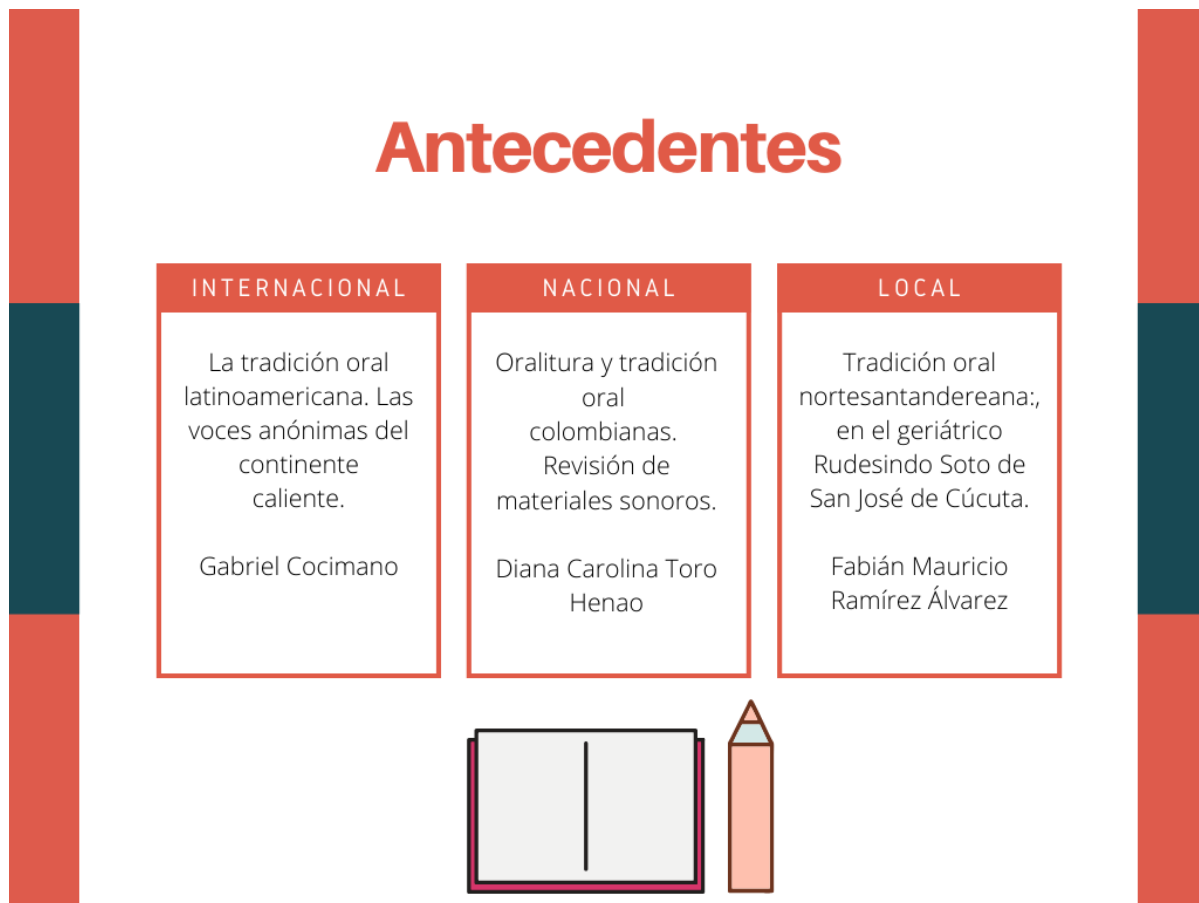 Antecedentes
INTERNACIONAL
La tradición oral
latinoamericana. Las
voces anónimas del
continente
caliente.
Gabriel Cocimano
NACIONAL
Oralitura y tradición
oral
colombianas.
Revisión de
materiales sonoros.
Diana Carolina Toro
Henao
LOCAL
Tradición oral
nortesantandereana:,
en el geriátrico
Rudesindo Soto de
San José de Cúcuta.
Fabián Mauricio
Ramírez Álvarez